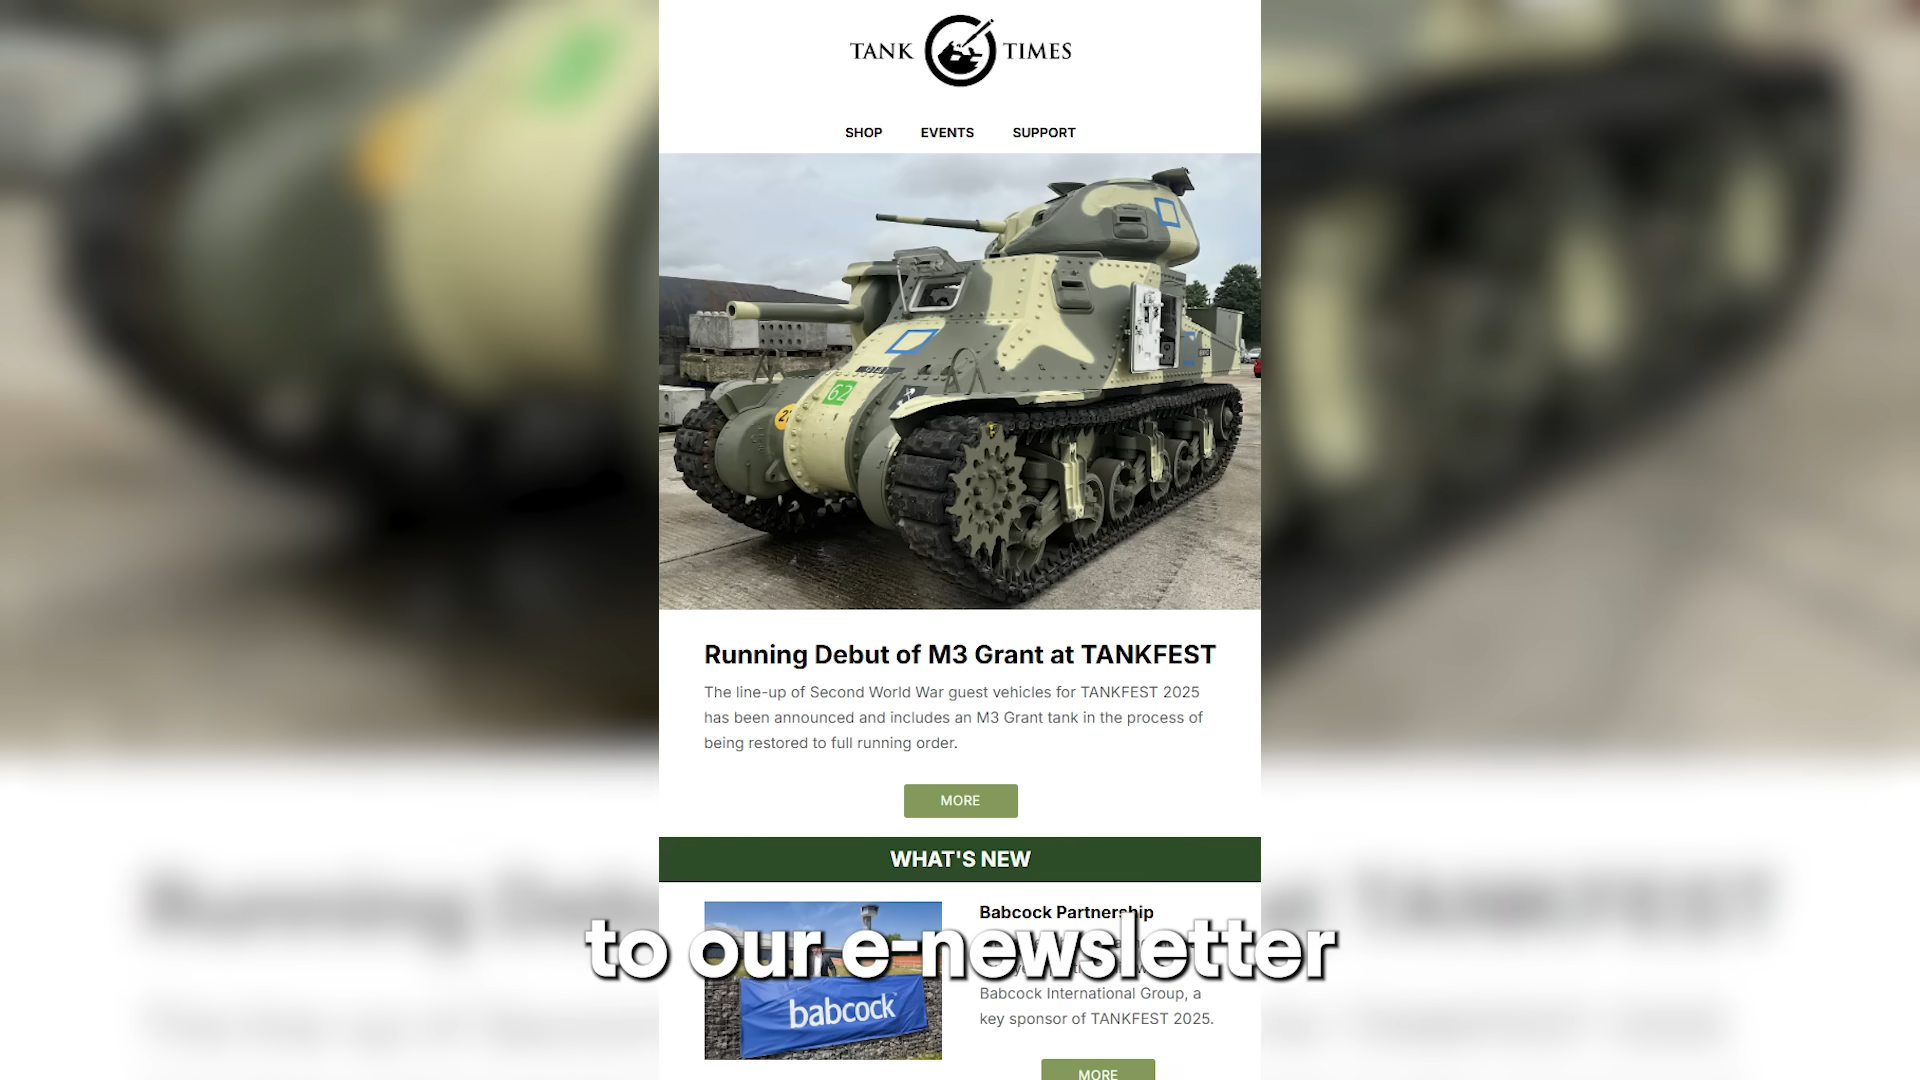 TANK TIMES
SHOP EVENTS SUPPORT
62
Running Debut of M3 Grant at TANKFEST
The line-up of Second World War guest vehicles for TANKFEST 2025
has been announced and includes an M3 Grant tank in the process of
being restored to full running order.
MORE
WHAT'S NEW
Babcock Partnership
to our e-newsletter
babcock
Babcock International Group, a
key sponsor of TANKFEST 2025.
MORE